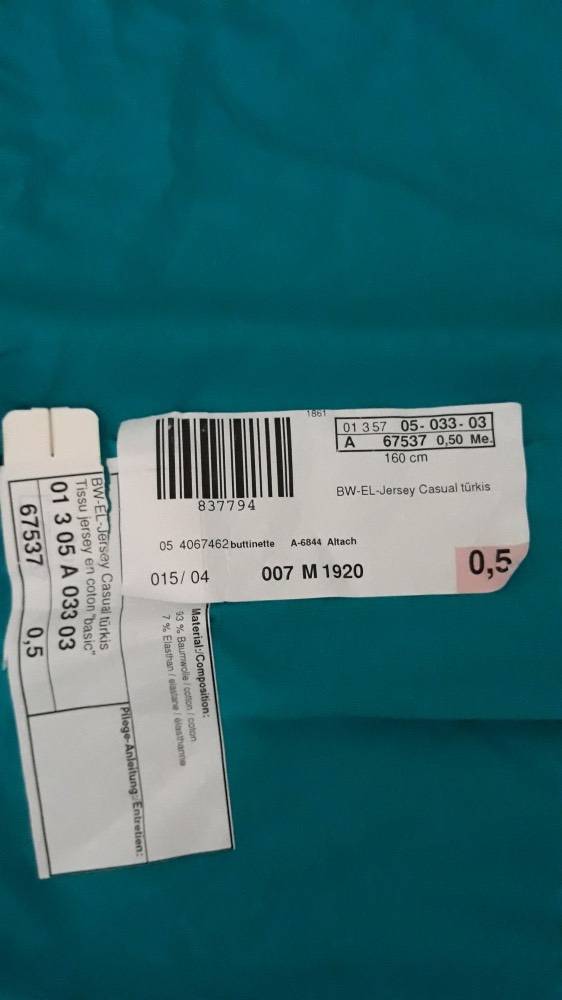 1861
01 3 57 05- 033- 03
A 67537 0,50 Me.
160 cm
837794
BW-EL-Jersey Casual türkis
05 4067462 buttinette A-6844 Altach
015/ 04 007 M 1920
0,5
BW-EL-Jersey Casual türkis
Tissu jersey en coton "basic"
01 3 05 A 033 03
67537 0,5
Material:/Composition:
93 % Baumwolle / cotton / coton
7 % Elasthan / elastane / élasthanne
Pflege-Anleitung:/Entretien: